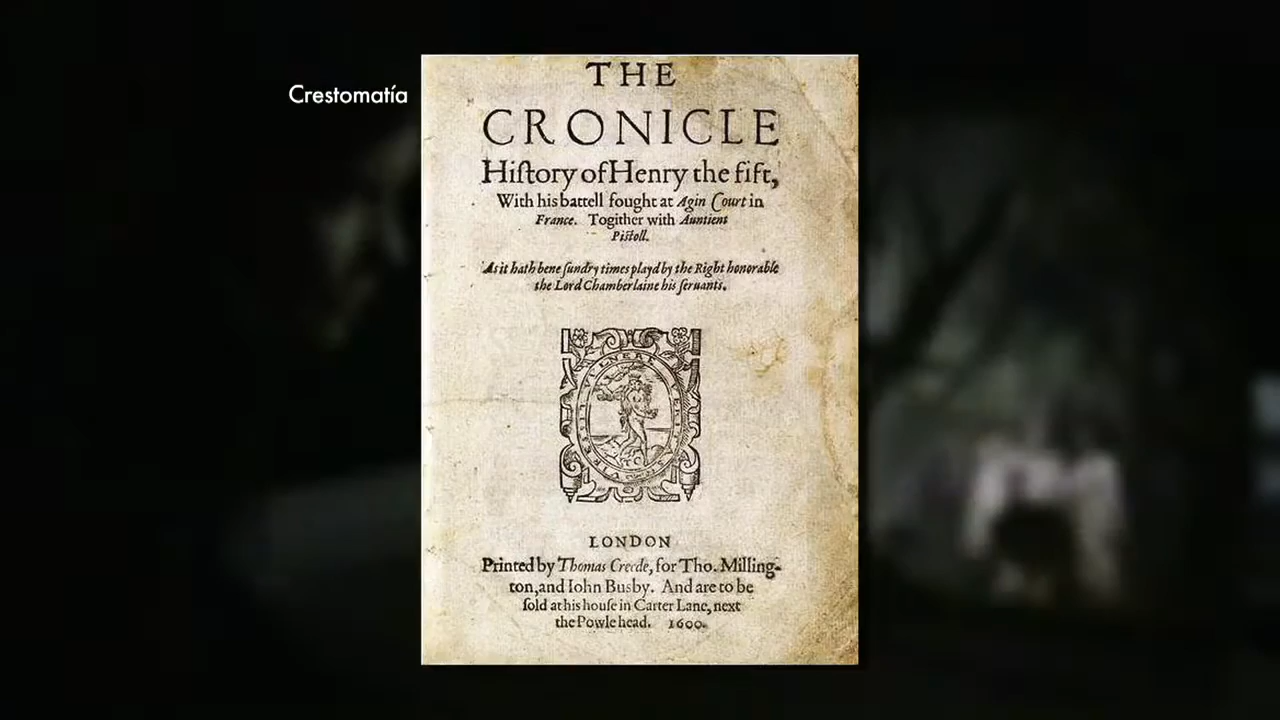 Crestomatía
THE
CRONICLE
Hiſtory of Henry the fift,
With his battell fought at Agin Court in
France. Togither with Auntient
Piſtoll.
As it hath bene ſundry times playd by the Right honorable
the Lord Chamberlaine his ſeruants.
LONDON
Printed by Thomas Creede, for Tho. Milling-
ton, and Iohn Busby. And are to be
ſold at his houſe in Carter Lane, next
the Powle head. 1600.